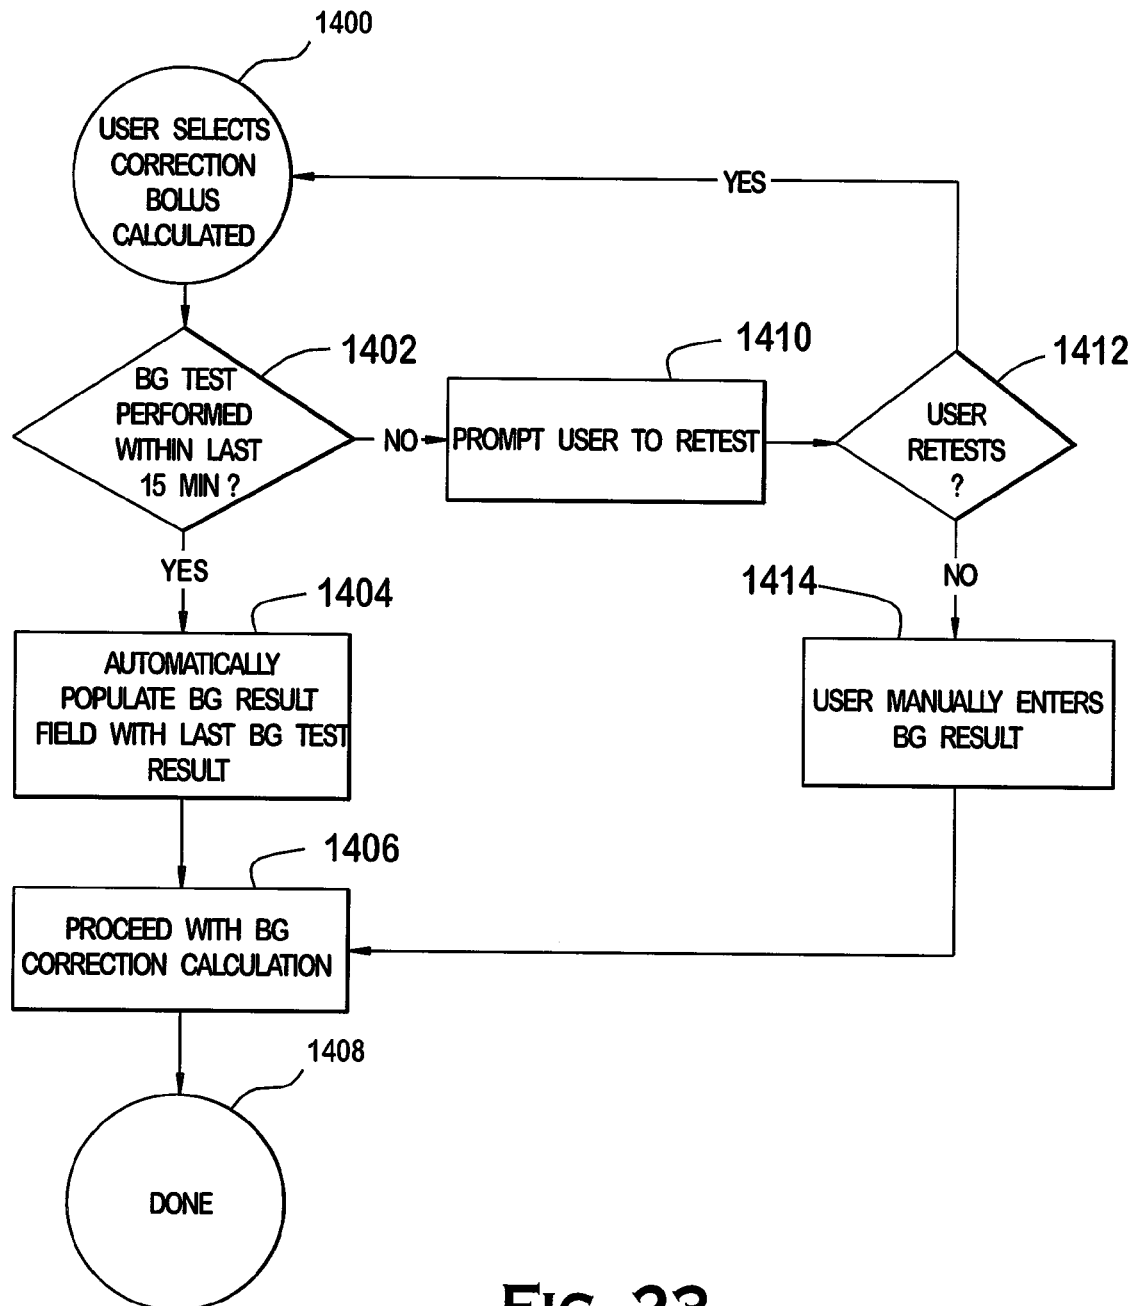 1400
USER SELECTS
CORRECTION
BOLUS
CALCULATED
YES
1402
BG TEST
PERFORMED
WITHIN LAST
15 MIN ?
NO
1410
PROMPT USER TO RETEST
1412
USER
RETESTS
?
YES
1404
AUTOMATICALLY
POPULATE BG RESULT
FIELD WITH LAST BG TEST
RESULT
NO
1414
USER MANUALLY ENTERS
BG RESULT
1406
PROCEED WITH BG
CORRECTION CALCULATION
1408
DONE
FIG. 23